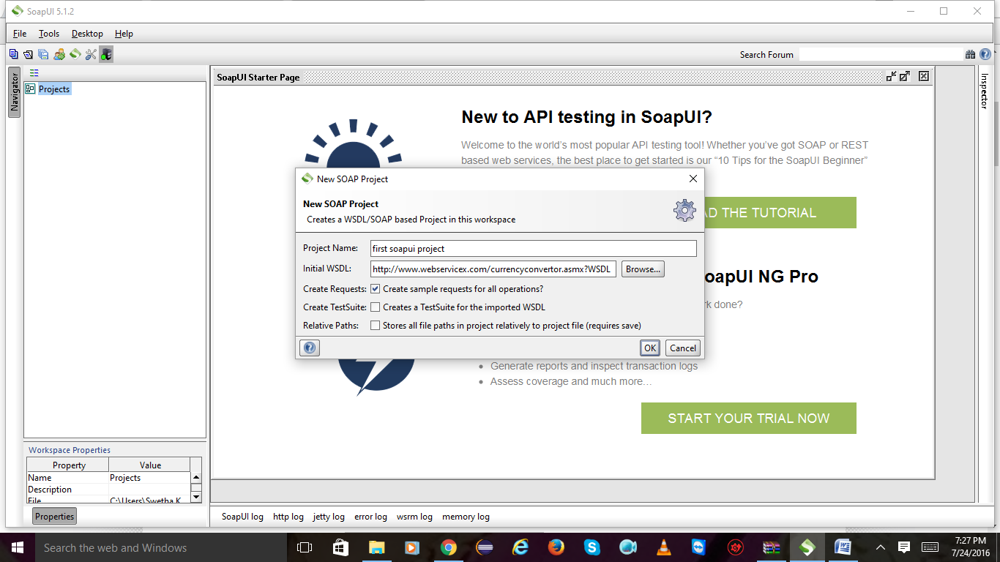 SoapUI 5.1.2
File Tools Desktop Help
Search Forum
Navigator
Projects
SoapUI Starter Page
Inspector
New to API testing in SoapUI?
Welcome to the world's most popular API testing tool! Whether you've got SOAP or REST
based web services, the best place to get started is our “10 Tips for the SoapUI Beginner”
AD THE TUTORIAL
oapUI NG Pro
rk done?
New SOAP Project
New SOAP Project
Creates a WSDL/SOAP based Project in this workspace
Project Name: first soapui project
Initial WSDL: http://www.webservicex.com/currencyconvertor.asmx?WSDL Browse...
Create Requests: Create sample requests for all operations?
Create TestSuite: Creates a TestSuite for the imported WSDL
Relative Paths: Stores all file paths in project relatively to project file (requires save)
OK Cancel
• Generate reports and inspect transaction logs
• Assess coverage and much more…
START YOUR TRIAL NOW
Workspace Properties
Property Value
Name Projects
Description
File C:\Users\Swetha K
Properties
SoapUI log http log jetty log error log wsrm log memory log
Search the web and Windows
7:27 PM
7/24/2016